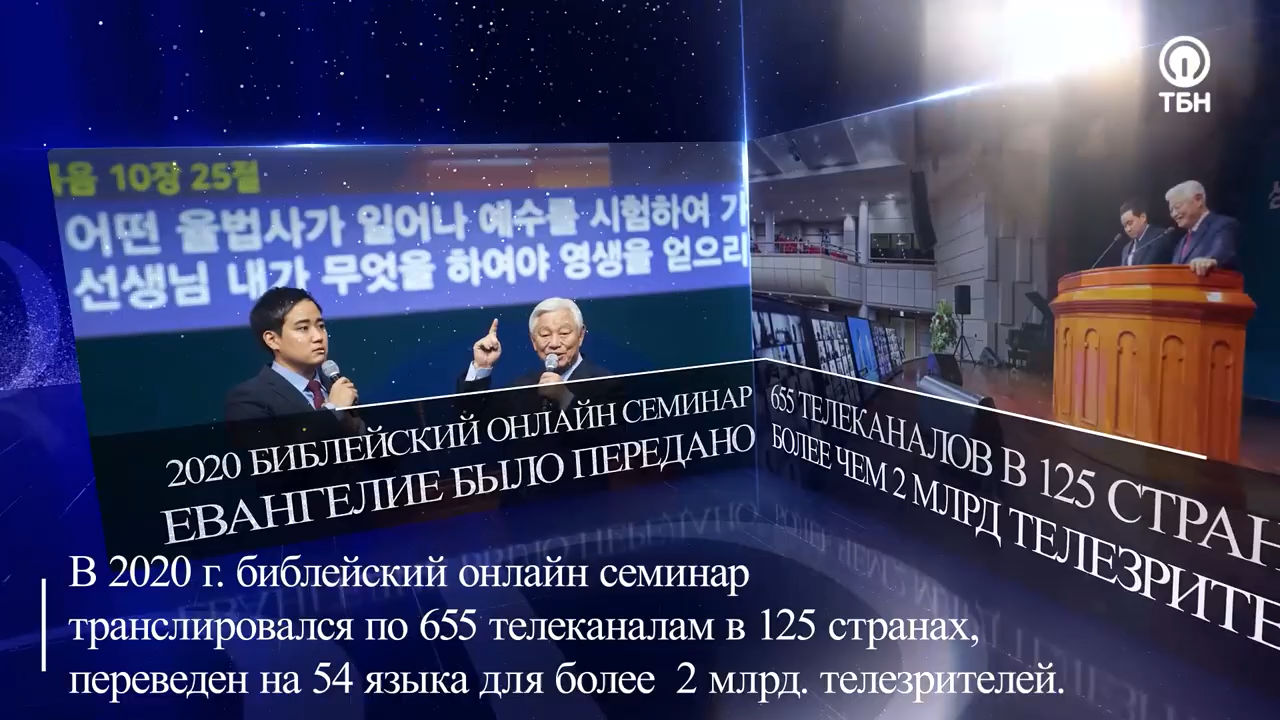 ТБН
10장 25절
어떤 율법사가 일어나 예수를 시험하여
선생님 내가 무엇을 하여야 영생을 얻으리
2020 БИБЛЕЙСКИЙ ОНЛАЙН СЕМИНАР
ЕВАНГЕЛИЕ БЫЛО ПЕРЕДАНО
655 ТЕЛЕКАНАЛОВ В 125 СТРАН
БОЛЕЕ ЧЕМ 2 МЛРД ТЕЛЕЗРИТЕ
В 2020 г. библейский онлайн семинар
транслировался по 655 телеканалам в 125 странах,
переведен на 54 языка для более 2 млрд. телезрителей.